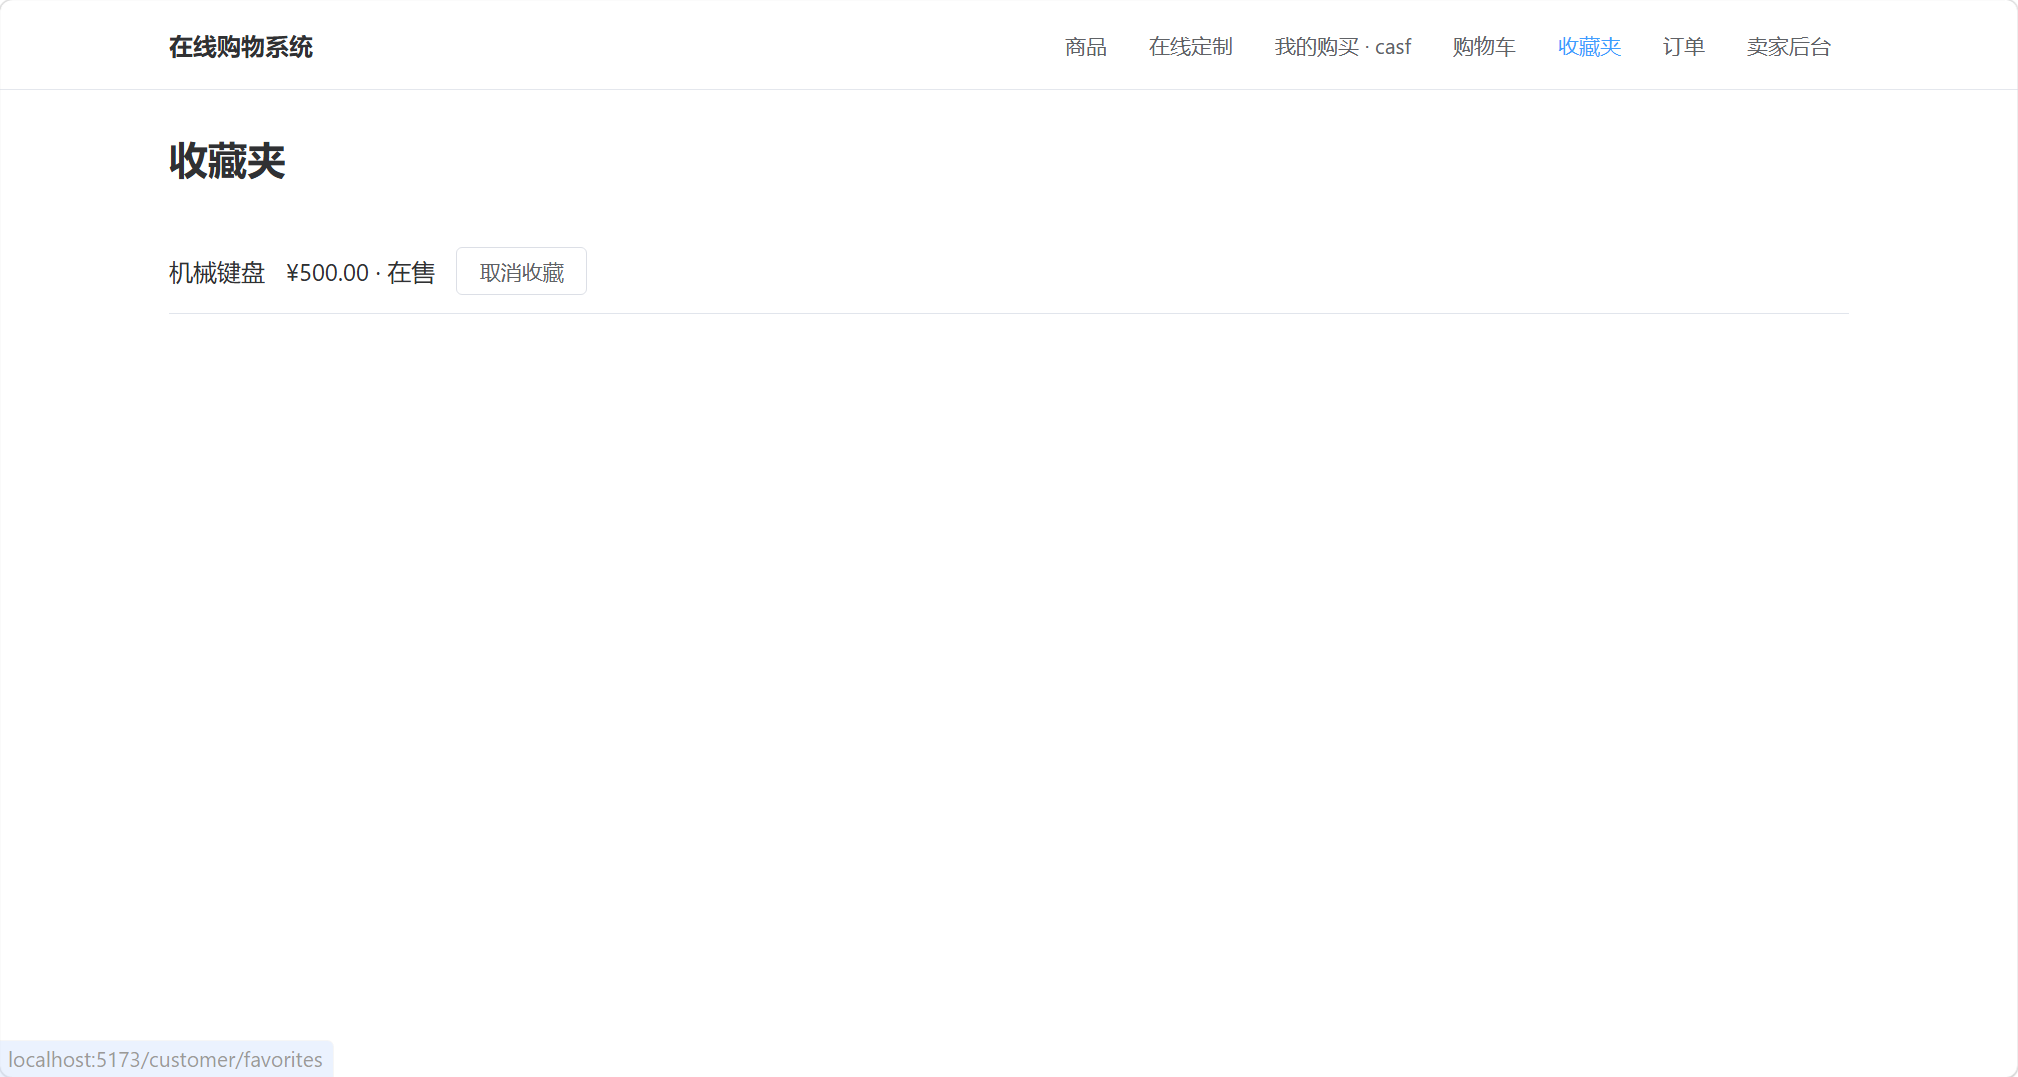 在线购物系统 商品 在线定制 我的购买 · casf 购物车 收藏夹 订单 卖家后台
收藏夹
机械键盘 ¥500.00 · 在售 取消收藏
localhost:5173/customer/favorites